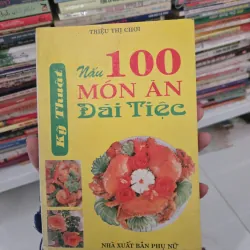 TRIỆU THỊ CHƠI
Kỹ Thuật
Nấu 100
MÓN ĂN
Đãi Tiệc
NHÀ XUẤT BẢN PHỤ NỮ